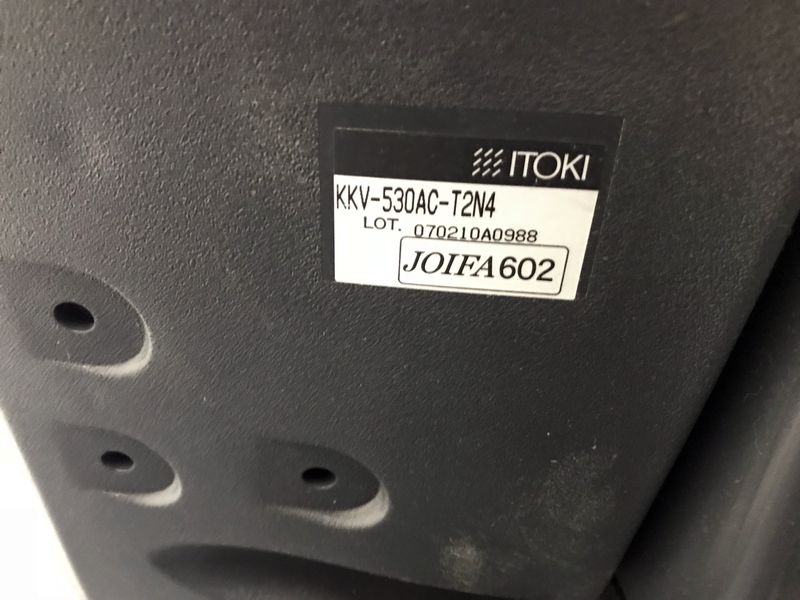 ITOKI
KKV-530AC-T2N4
LOT. 070210A0988
JOIFA602